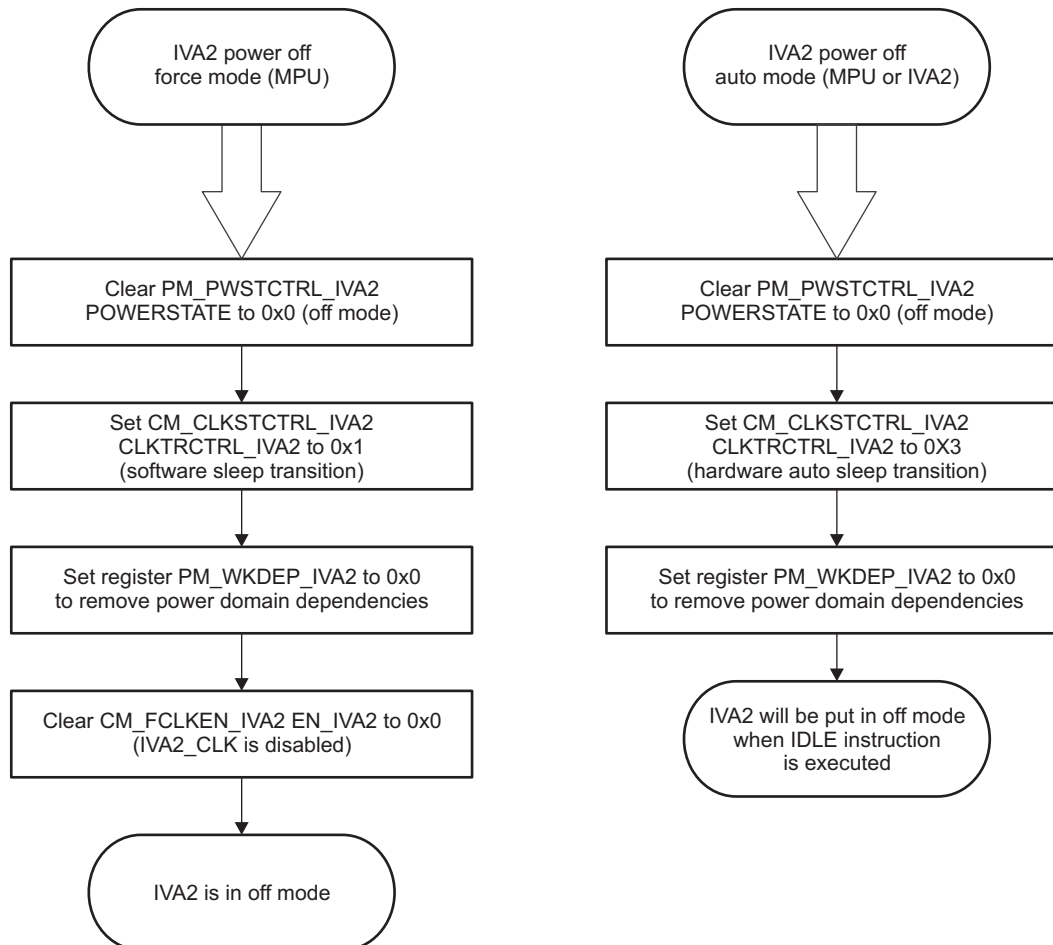 IVA2 power off
force mode (MPU)
Clear PM_PWSTCTRL_IVA2
POWERSTATE to 0x0 (off mode)
Set CM_CLKSTCTRL_IVA2
CLKTRCTRL_IVA2 to 0x1
(software sleep transition)
Set register PM_WKDEP_IVA2 to 0x0
to remove power domain dependencies
Clear CM_FCLKEN_IVA2 EN_IVA2 to 0x0
(IVA2_CLK is disabled)
IVA2 is in off mode
IVA2 power off
auto mode (MPU or IVA2)
Clear PM_PWSTCTRL_IVA2
POWERSTATE to 0x0 (off mode)
Set CM_CLKSTCTRL_IVA2
CLKTRCTRL_IVA2 to 0X3
(hardware auto sleep transition)
Set register PM_WKDEP_IVA2 to 0x0
to remove power domain dependencies
IVA2 will be put in off mode
when IDLE instruction
is executed